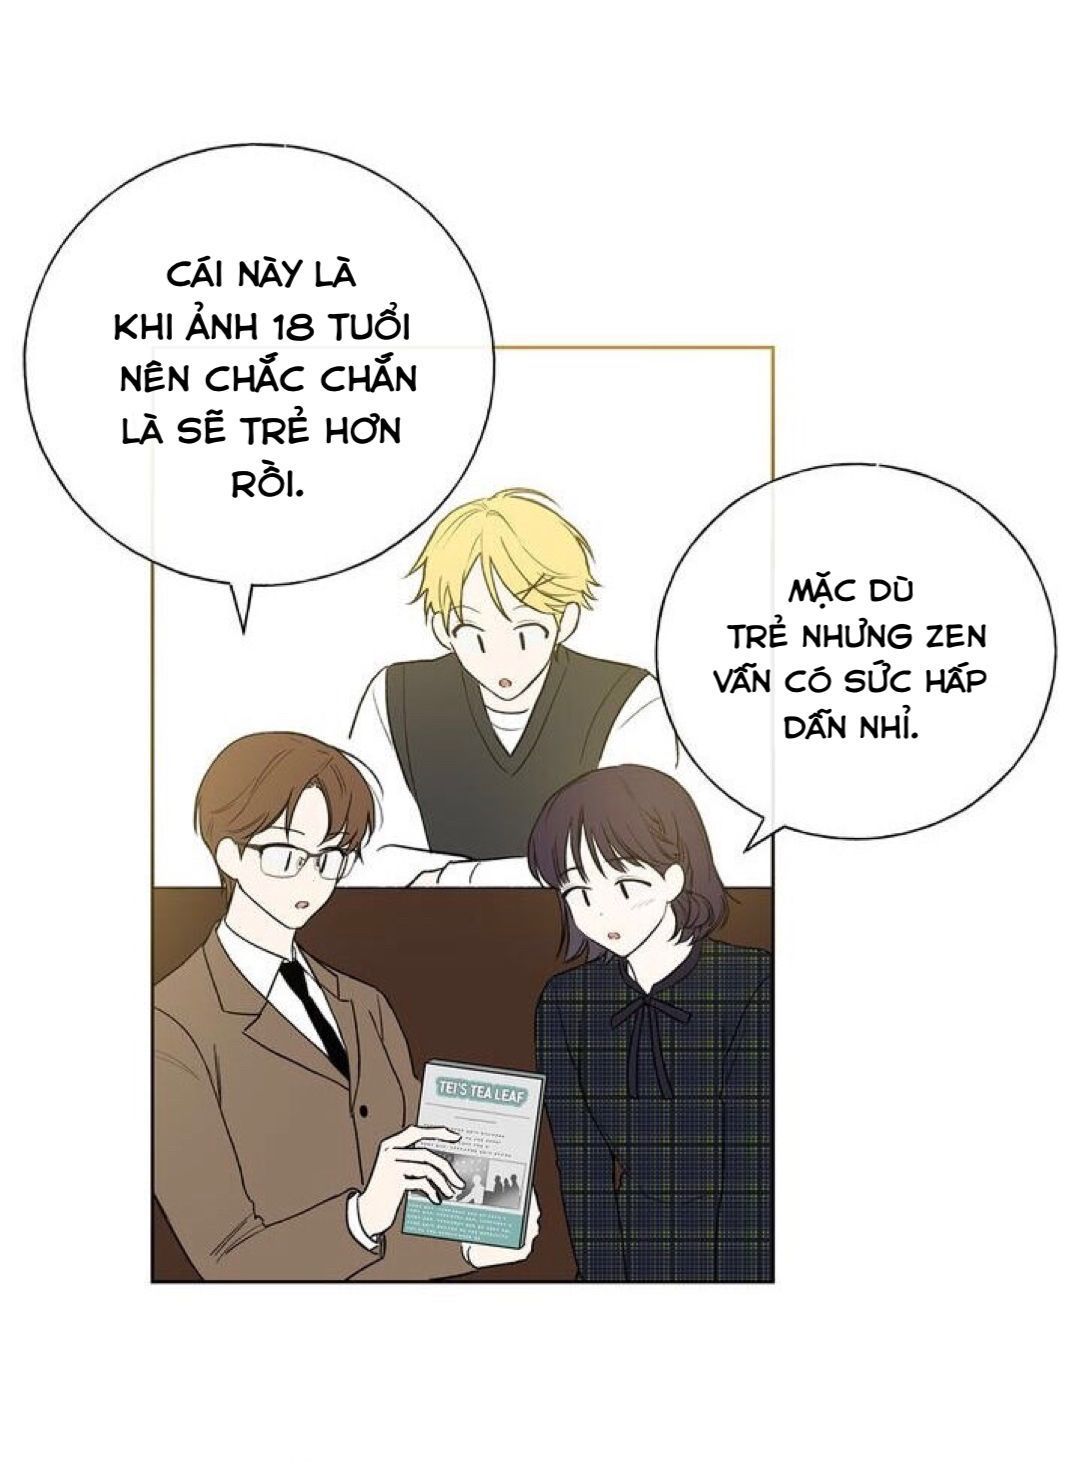 CÁI NÀY LÀ
KHI ẢNH 18 TUỔI
NÊN CHẮC CHẮN
LÀ SẼ TRẺ HƠN
RỒI.
MẶC DÙ
TRẺ NHƯNG ZEN
VẪN CÓ SỨC HẤP
DẪN NHỈ.
TEI'S TEA LEAF